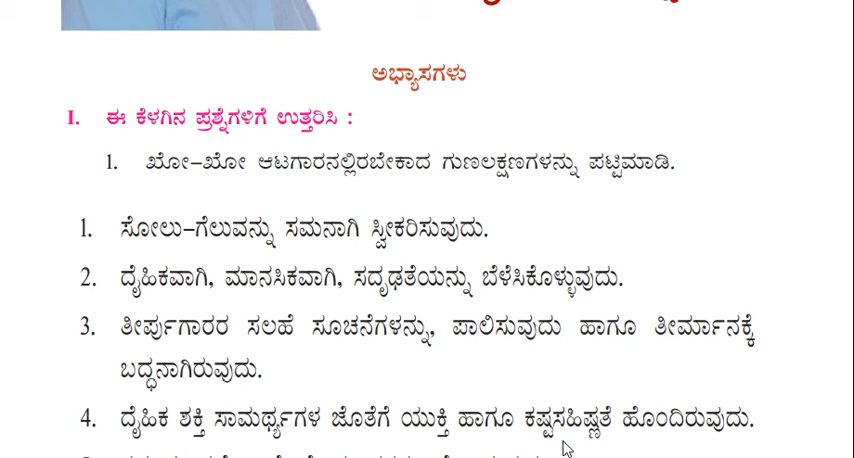 ಅಭ್ಯಾಸಗಳು
I. ಈ ಕೆಳಗಿನ ಪ್ರಶ್ನೆಗಳಿಗೆ ಉತ್ತರಿಸಿ :
1. ಖೋ-ಖೋ ಆಟಗಾರನಲ್ಲಿರಬೇಕಾದ ಗುಣಲಕ್ಷಣಗಳನ್ನು ಪಟ್ಟಿಮಾಡಿ.
1. ಸೋಲು-ಗೆಲುವನ್ನು ಸಮನಾಗಿ ಸ್ವೀಕರಿಸುವುದು.
2. ದೈಹಿಕವಾಗಿ, ಮಾನಸಿಕವಾಗಿ, ಸದೃಢತೆಯನ್ನು ಬೆಳೆಸಿಕೊಳ್ಳುವುದು.
3. ತೀರ್ಪುಗಾರರ ಸಲಹೆ ಸೂಚನೆಗಳನ್ನು, ಪಾಲಿಸುವುದು ಹಾಗೂ ತೀರ್ಮಾನಕ್ಕೆ
ಬದ್ಧನಾಗಿರುವುದು.
4. ದೈಹಿಕ ಶಕ್ತಿ ಸಾಮರ್ಥ್ಯಗಳ ಜೊತೆಗೆ ಯುಕ್ತಿ ಹಾಗೂ ಕಷ್ಟಸಹಿಷ್ಣತೆ ಹೊಂದಿರುವುದು.